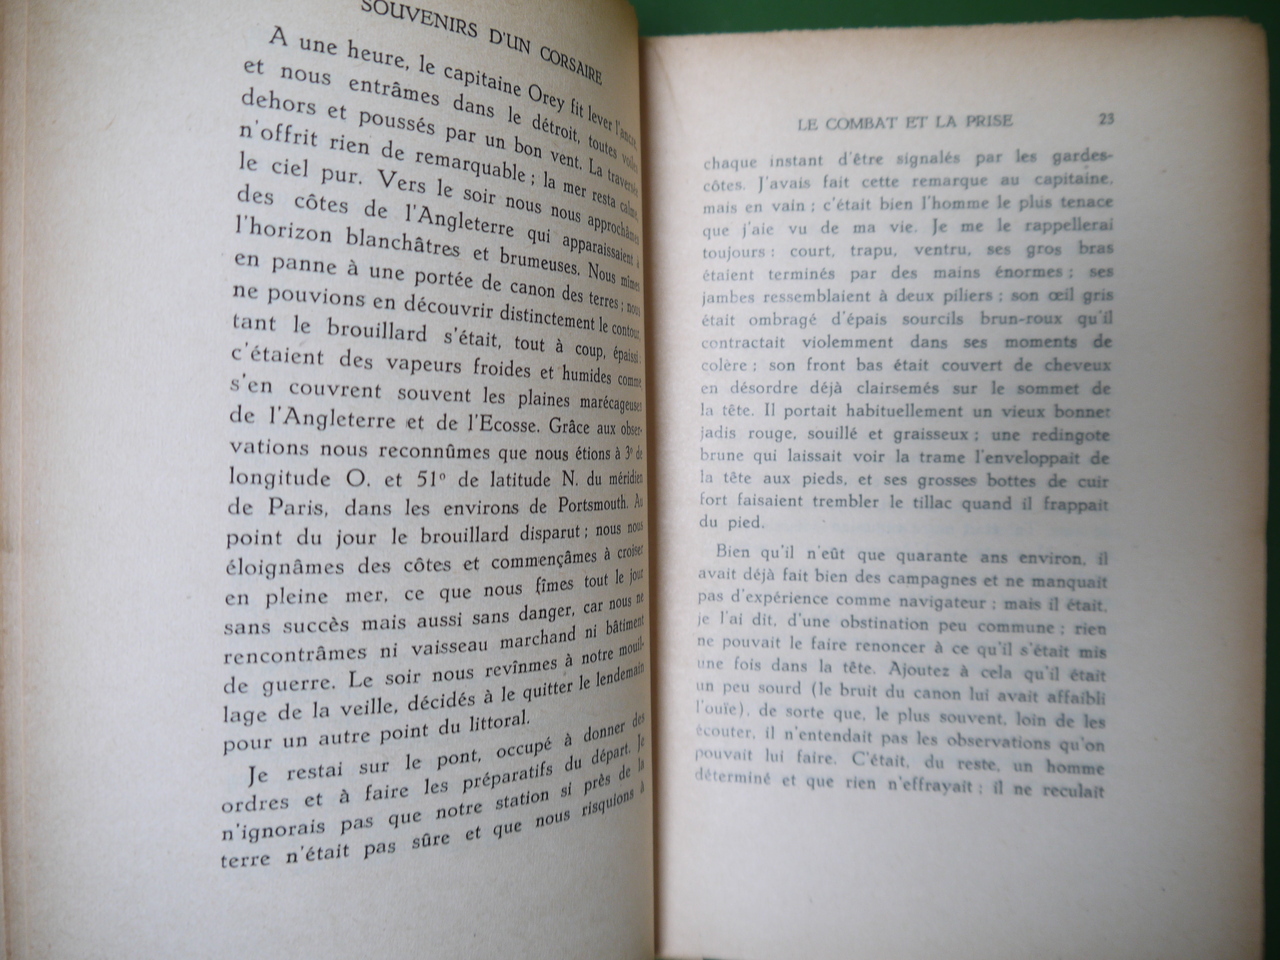 SOUVENIRS D'UN CORSAIRE
A une heure, le capitaine Orey fit lever l'ancre,
et nous entrâmes dans le détroit, toutes voiles
dehors et poussés par un bon vent. La traversée
n'offrit rien de remarquable ; la mer resta calme,
le ciel pur. Vers le soir nous nous approchâmes
des côtes de l'Angleterre qui apparaissaient à
l'horizon blanchâtres et brumeuses. Nous mîmes
en panne à une portée de canon des terres ; nous
ne pouvions en découvrir distinctement le contour,
tant le brouillard s'était, tout à coup, épaissi :
c'étaient des vapeurs froides et humides comme
s'en couvrent souvent les plaines marécageuses
de l'Angleterre et de l'Ecosse. Grâce aux obser-
vations nous reconnûmes que nous étions à 3° de
longitude O. et 51° de latitude N. du méridien
de Paris, dans les environs de Portsmouth. Au
point du jour le brouillard disparut ; nous nous
éloignâmes des côtes et commençâmes à croiser
en pleine mer, ce que nous fîmes tout le jour
sans succès mais aussi sans danger, car nous ne
rencontrâmes ni vaisseau marchand ni bâtiment
de guerre. Le soir nous revînmes à notre mouil-
lage de la veille, décidés à le quitter le lendemain
pour un autre point du littoral.
Je restai sur le pont, occupé à donner des
ordres et à faire les préparatifs du départ. Je
n'ignorais pas que notre station si près de la
terre n'était pas sûre et que nous risquions à
LE COMBAT ET LA PRISE 23
chaque instant d'être signalés par les gardes-
côtes. J'avais fait cette remarque au capitaine,
mais en vain ; c'était bien l'homme le plus tenace
que j'aie vu de ma vie. Je me le rappellerai
toujours : court, trapu, ventru, ses gros bras
étaient terminés par des mains énormes ; ses
jambes ressemblaient à deux piliers ; son œil gris
était ombragé d'épais sourcils brun-roux qu'il
contractait violemment dans ses moments de
colère ; son front bas était couvert de cheveux
en désordre déjà clairsemés sur le sommet de
la tête. Il portait habituellement un vieux bonnet
jadis rouge, souillé et graisseux ; une redingote
brune qui laissait voir la trame l'enveloppait de
la tête aux pieds, et ses grosses bottes de cuir
fort faisaient trembler le tillac quand il frappait
du pied.
Bien qu'il n'eût que quarante ans environ, il
avait déjà fait bien des campagnes et ne manquait
pas d'expérience comme navigateur ; mais il était,
je l'ai dit, d'une obstination peu commune ; rien
ne pouvait le faire renoncer à ce qu'il s'était mis
une fois dans la tête. Ajoutez à cela qu'il était
un peu sourd (le bruit du canon lui avait affaibli
l'ouïe), de sorte que, le plus souvent, loin de les
écouter, il n'entendait pas les observations qu'on
pouvait lui faire. C'était, du reste, un homme
déterminé et que rien n'effrayait ; il ne reculait